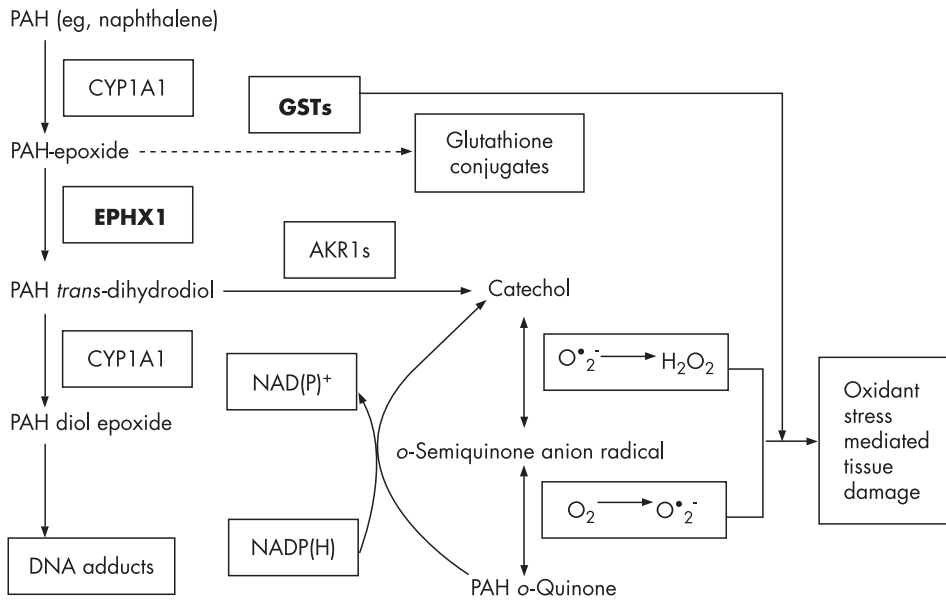 PAH (eg, naphthalene)
CYP1A1
GSTs
PAH-epoxide
Glutathione
conjugates
EPHX1
AKR1s
PAH trans-dihydrodiol
Catechol
CYP1A1
O•2- H2O2
NAD(P)+
Oxidant
stress
mediated
tissue
damage
PAH diol epoxide
o-Semiquinone anion radical
O2 O•2-
NADP(H)
DNA adducts
PAH o-Quinone